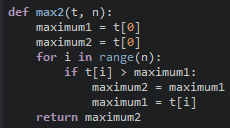 def max2(t, n):
    maximum1 = t[0]
    maximum2 = t[0]
    for i in range(n):
        if t[i] > maximum1:
            maximum2 = maximum1
            maximum1 = t[i]
    return maximum2